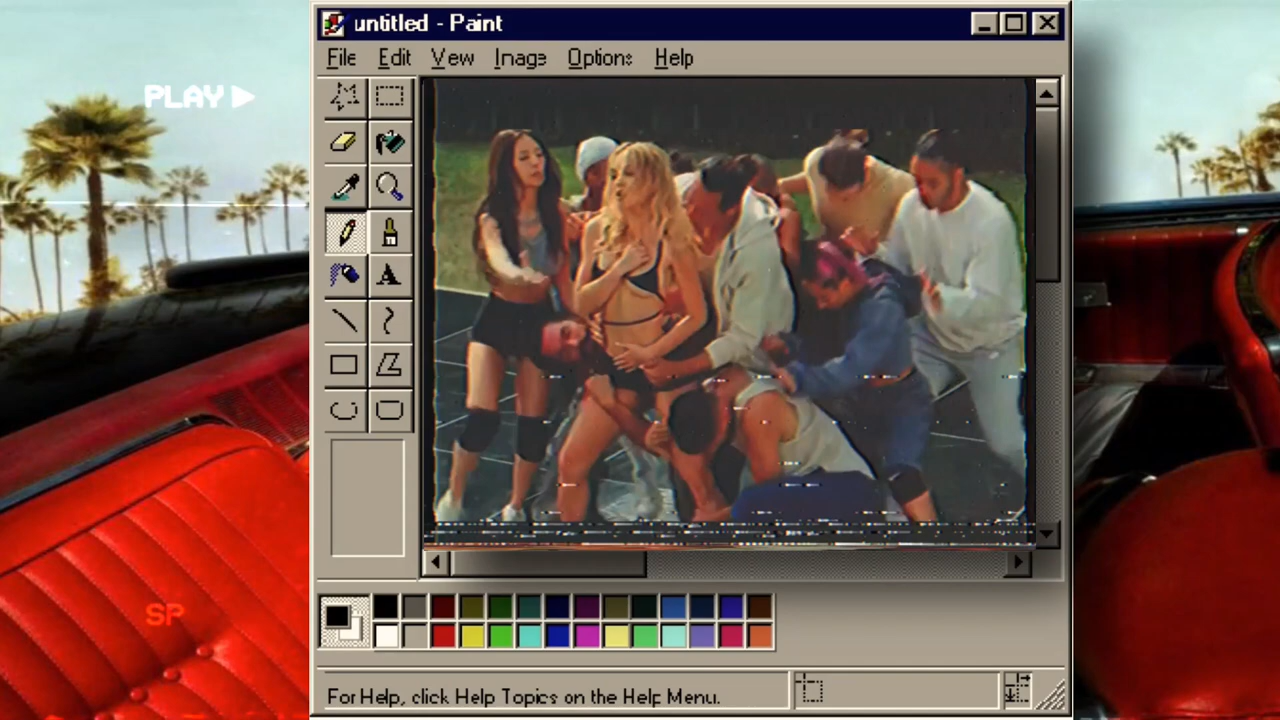 untitled - Paint
File Edit View Image Options Help
PLAY
A
SP
For Help, click Help Topics on the Help Menu.